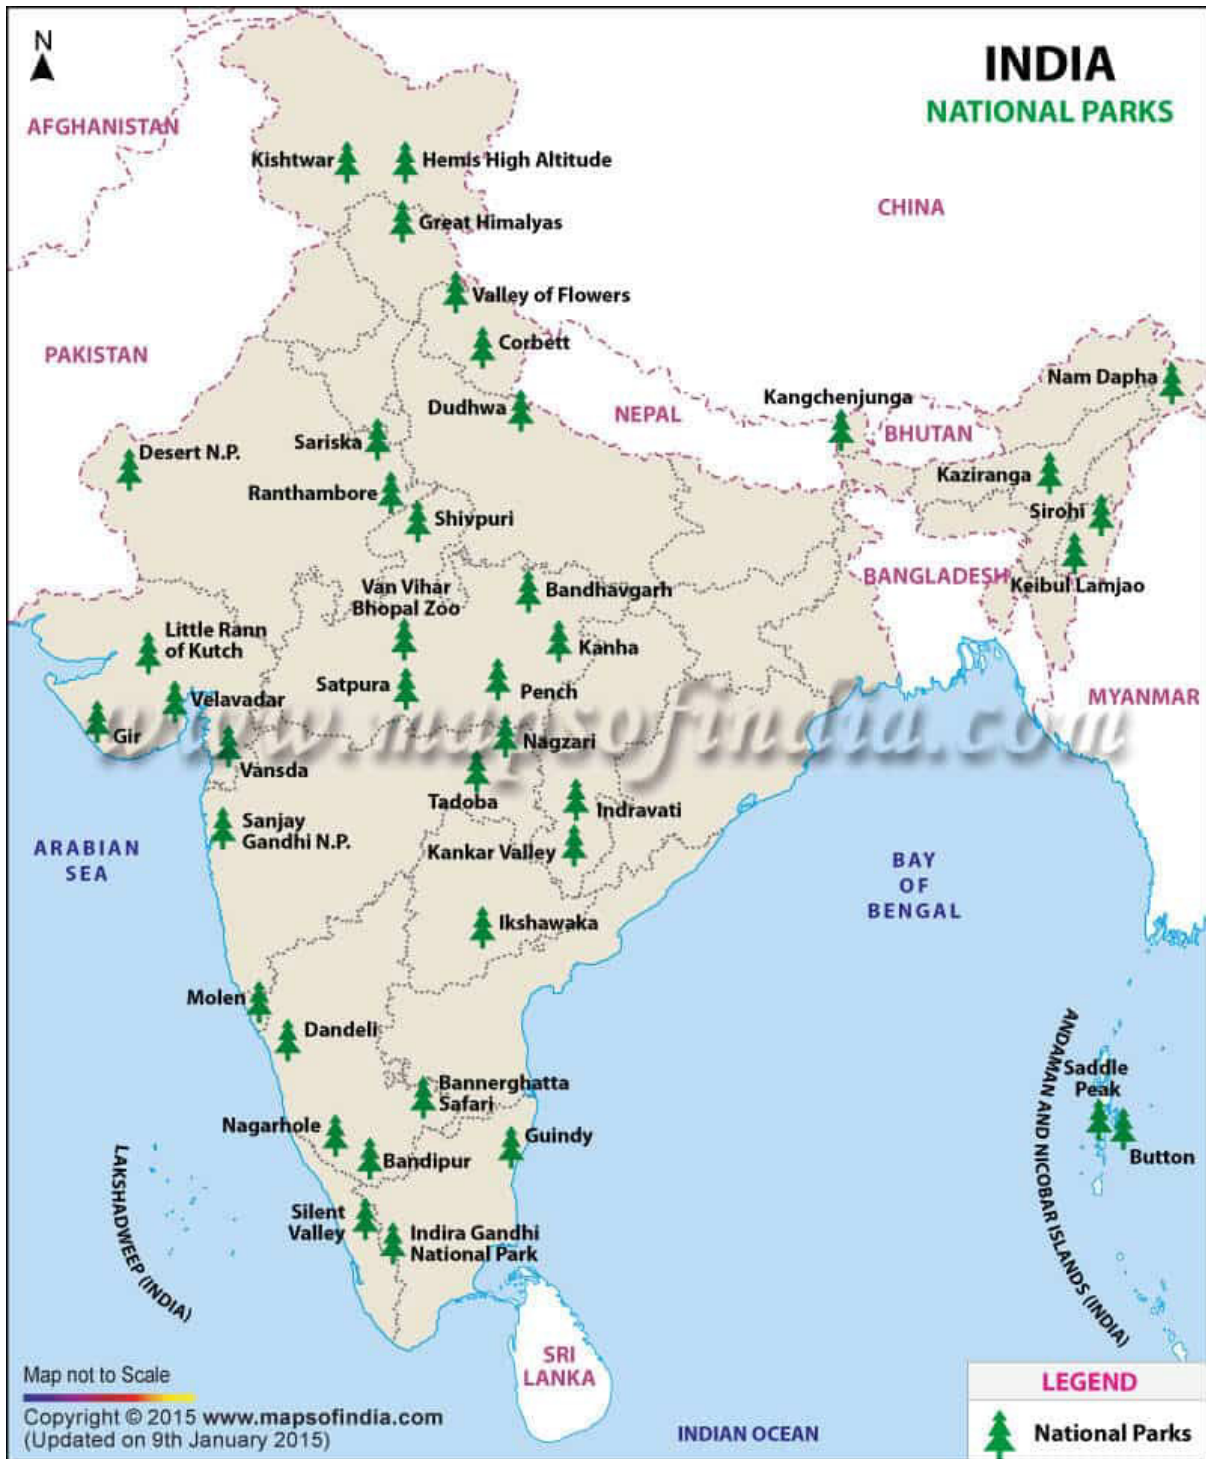 N
INDIA
NATIONAL PARKS
AFGHANISTAN
Kishtwar
Hemis High Altitude
CHINA
Great Himalyas
Valley of Flowers
PAKISTAN
Corbett
Nam Dapha
Kangchenjunga
Dudhwa
NEPAL
BHUTAN
Sariska
Desert N.P.
Kaziranga
Ranthambore
Sirohi
Shivpuri
BANGLADESH
Keibul Lamjao
Van Vihar
Bhopal Zoo
Bandhavgarh
Little Rann
of Kutch
Kanha
Satpura
Pench
Velavadar
MYANMAR
www.mapsofindia.com
Gir
Nagzari
Vansda
Tadoba
Indravati
Sanjay
Gandhi N.P.
Kankar Valley
ARABIAN
SEA
BAY
OF
BENGAL
Ikshawaka
Molen
Dandeli
ANDAMAN AND NICOBAR ISLANDS (INDIA)
Saddle
Peak
Bannerghatta
Safari
Nagarhole
Guindy
Button
Bandipur
LAKSHADWEEP (INDIA)
Silent
Valley
Indira Gandhi
National Park
SRI
LANKA
Map not to Scale
Copyright © 2015 www.mapsofindia.com
(Updated on 9th January 2015)
INDIAN OCEAN
LEGEND
National Parks